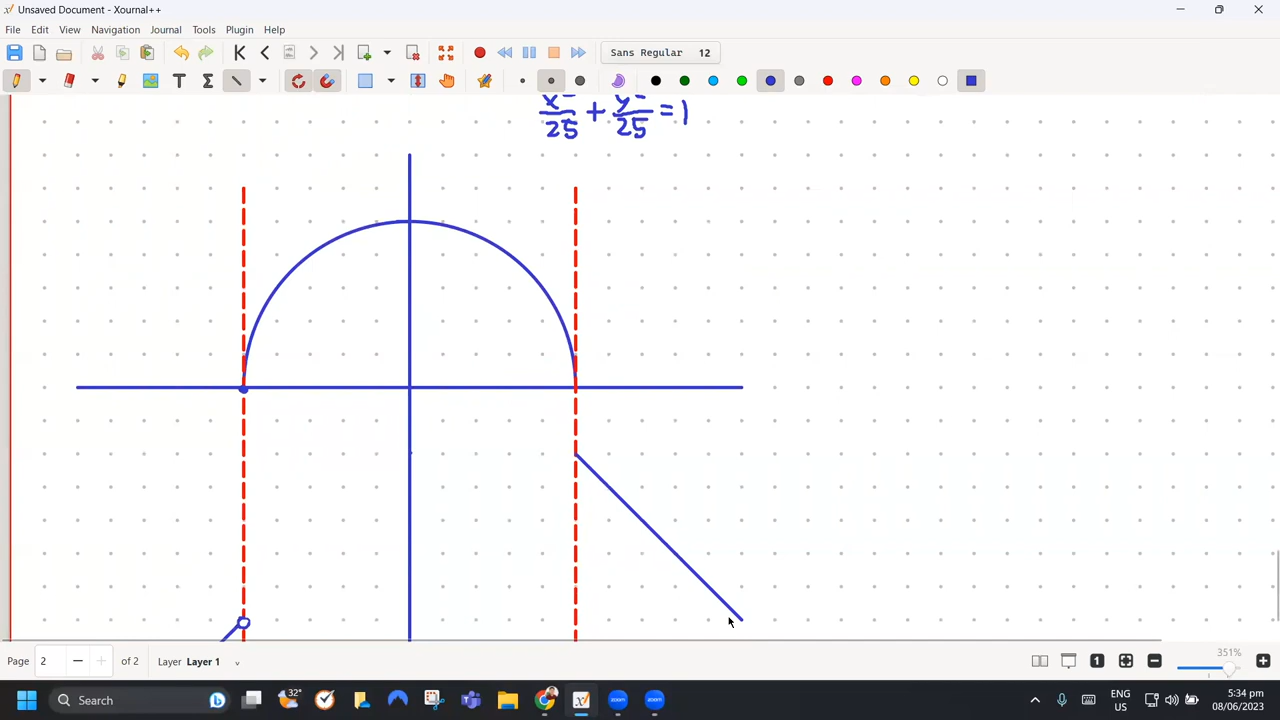 Unsaved Document - Xournal++
File Edit View Navigation Journal Tools Plugin Help
Sans Regular 12
x²/25 + y²/25 = 1
Page 2 of 2 Layer Layer 1 351%
Search 32° ENG US 5:34 pm 08/06/2023